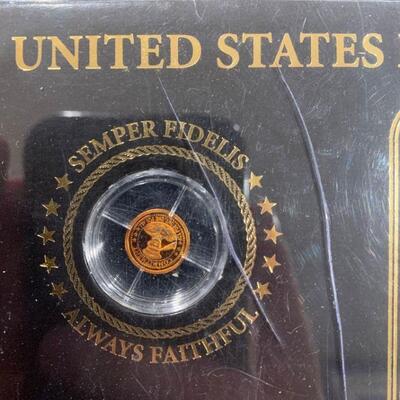 UNITED STATES
SEMPER FIDELIS
ALWAYS FAITHFUL